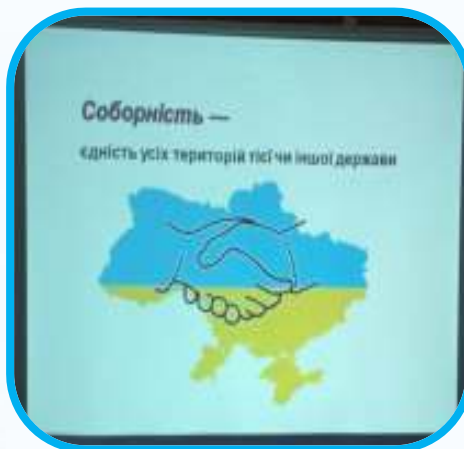 Соборність —
єдність усіх територій тієї чи іншої держави